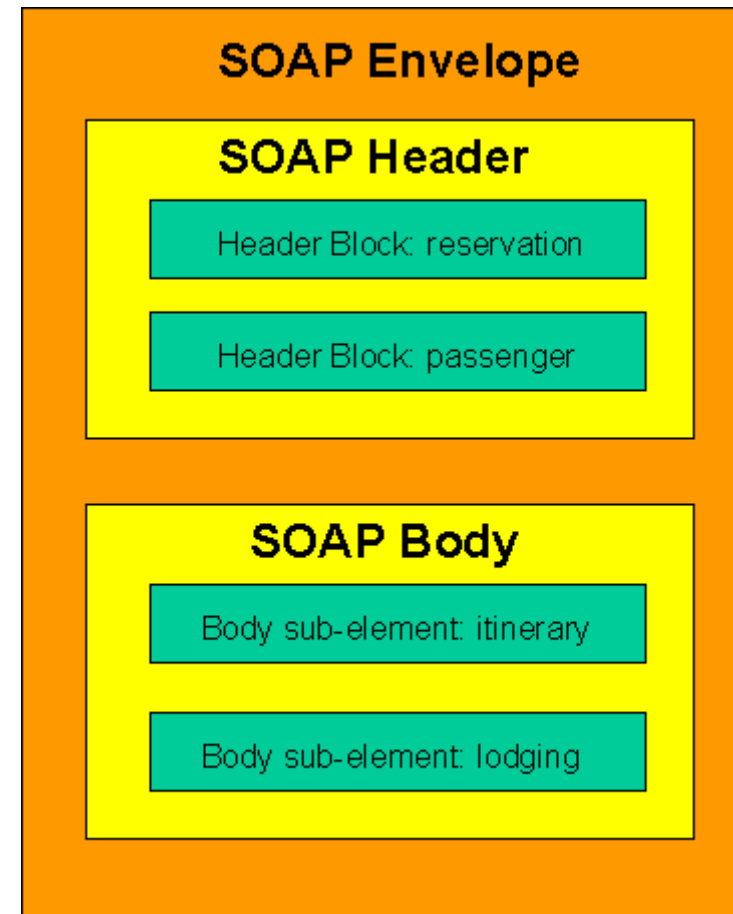 SOAP Envelope
SOAP Header
Header Block: reservation
Header Block: passenger
SOAP Body
Body sub-element: itinerary
Body sub-element: lodging